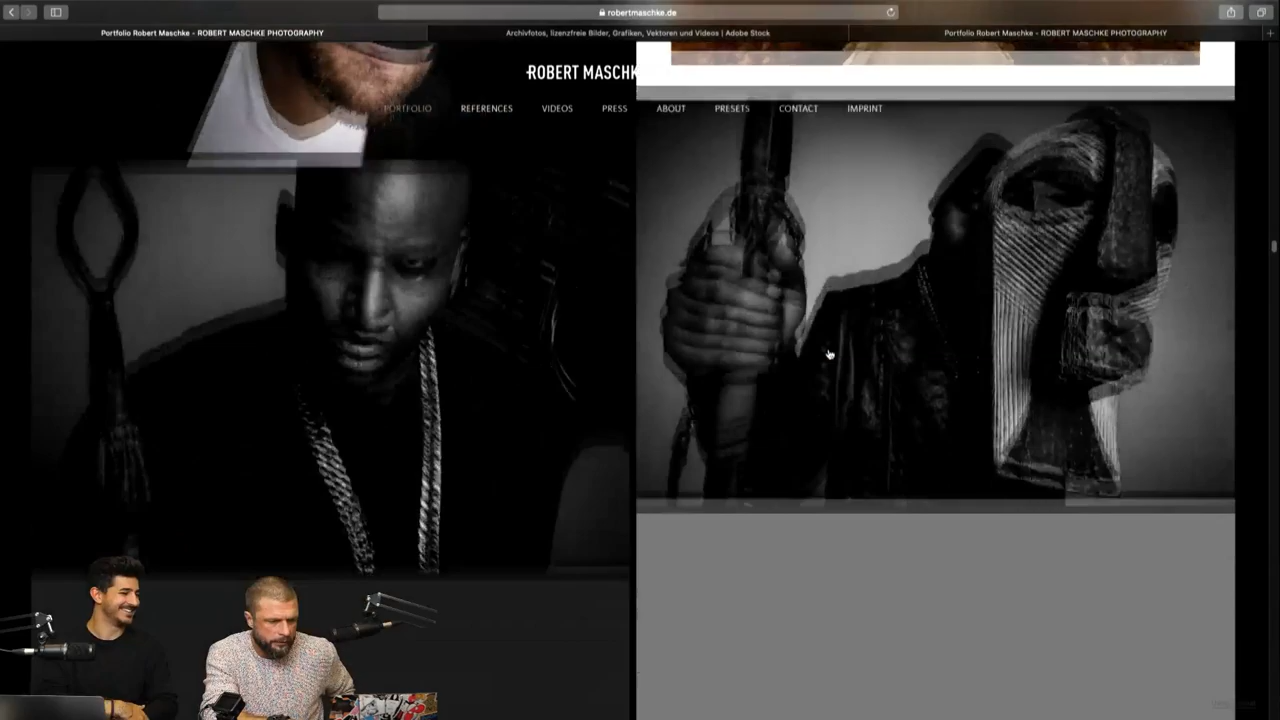 robertmaschke.de
Portfolio Robert Maschke - ROBERT MASCHKE PHOTOGRAPHY
Archivfotos, lizenzfreie Bilder, Grafiken, Vektoren und Videos | Adobe Stock
Portfolio Robert Maschke - ROBERT MASCHKE PHOTOGRAPHY
ROBERT MASCHK
PORTFOLIO REFERENCES VIDEOS PRESS ABOUT PRESETS CONTACT IMPRINT